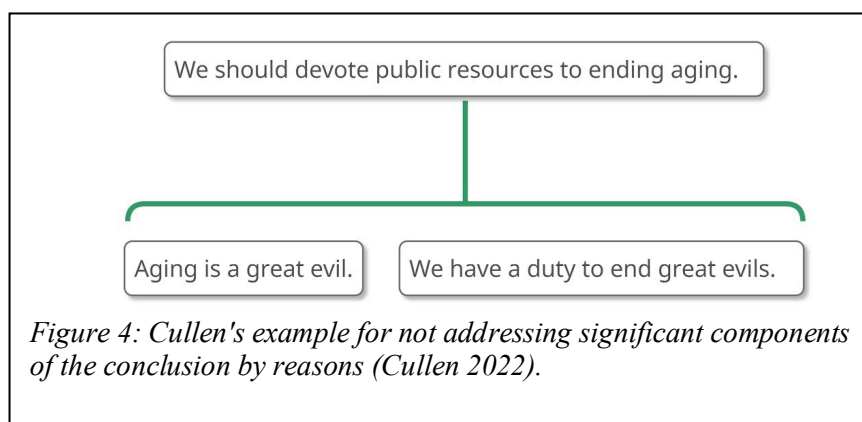 We should devote public resources to ending aging.
Aging is a great evil.
We have a duty to end great evils.
Figure 4: Cullen's example for not addressing significant components
of the conclusion by reasons (Cullen 2022).